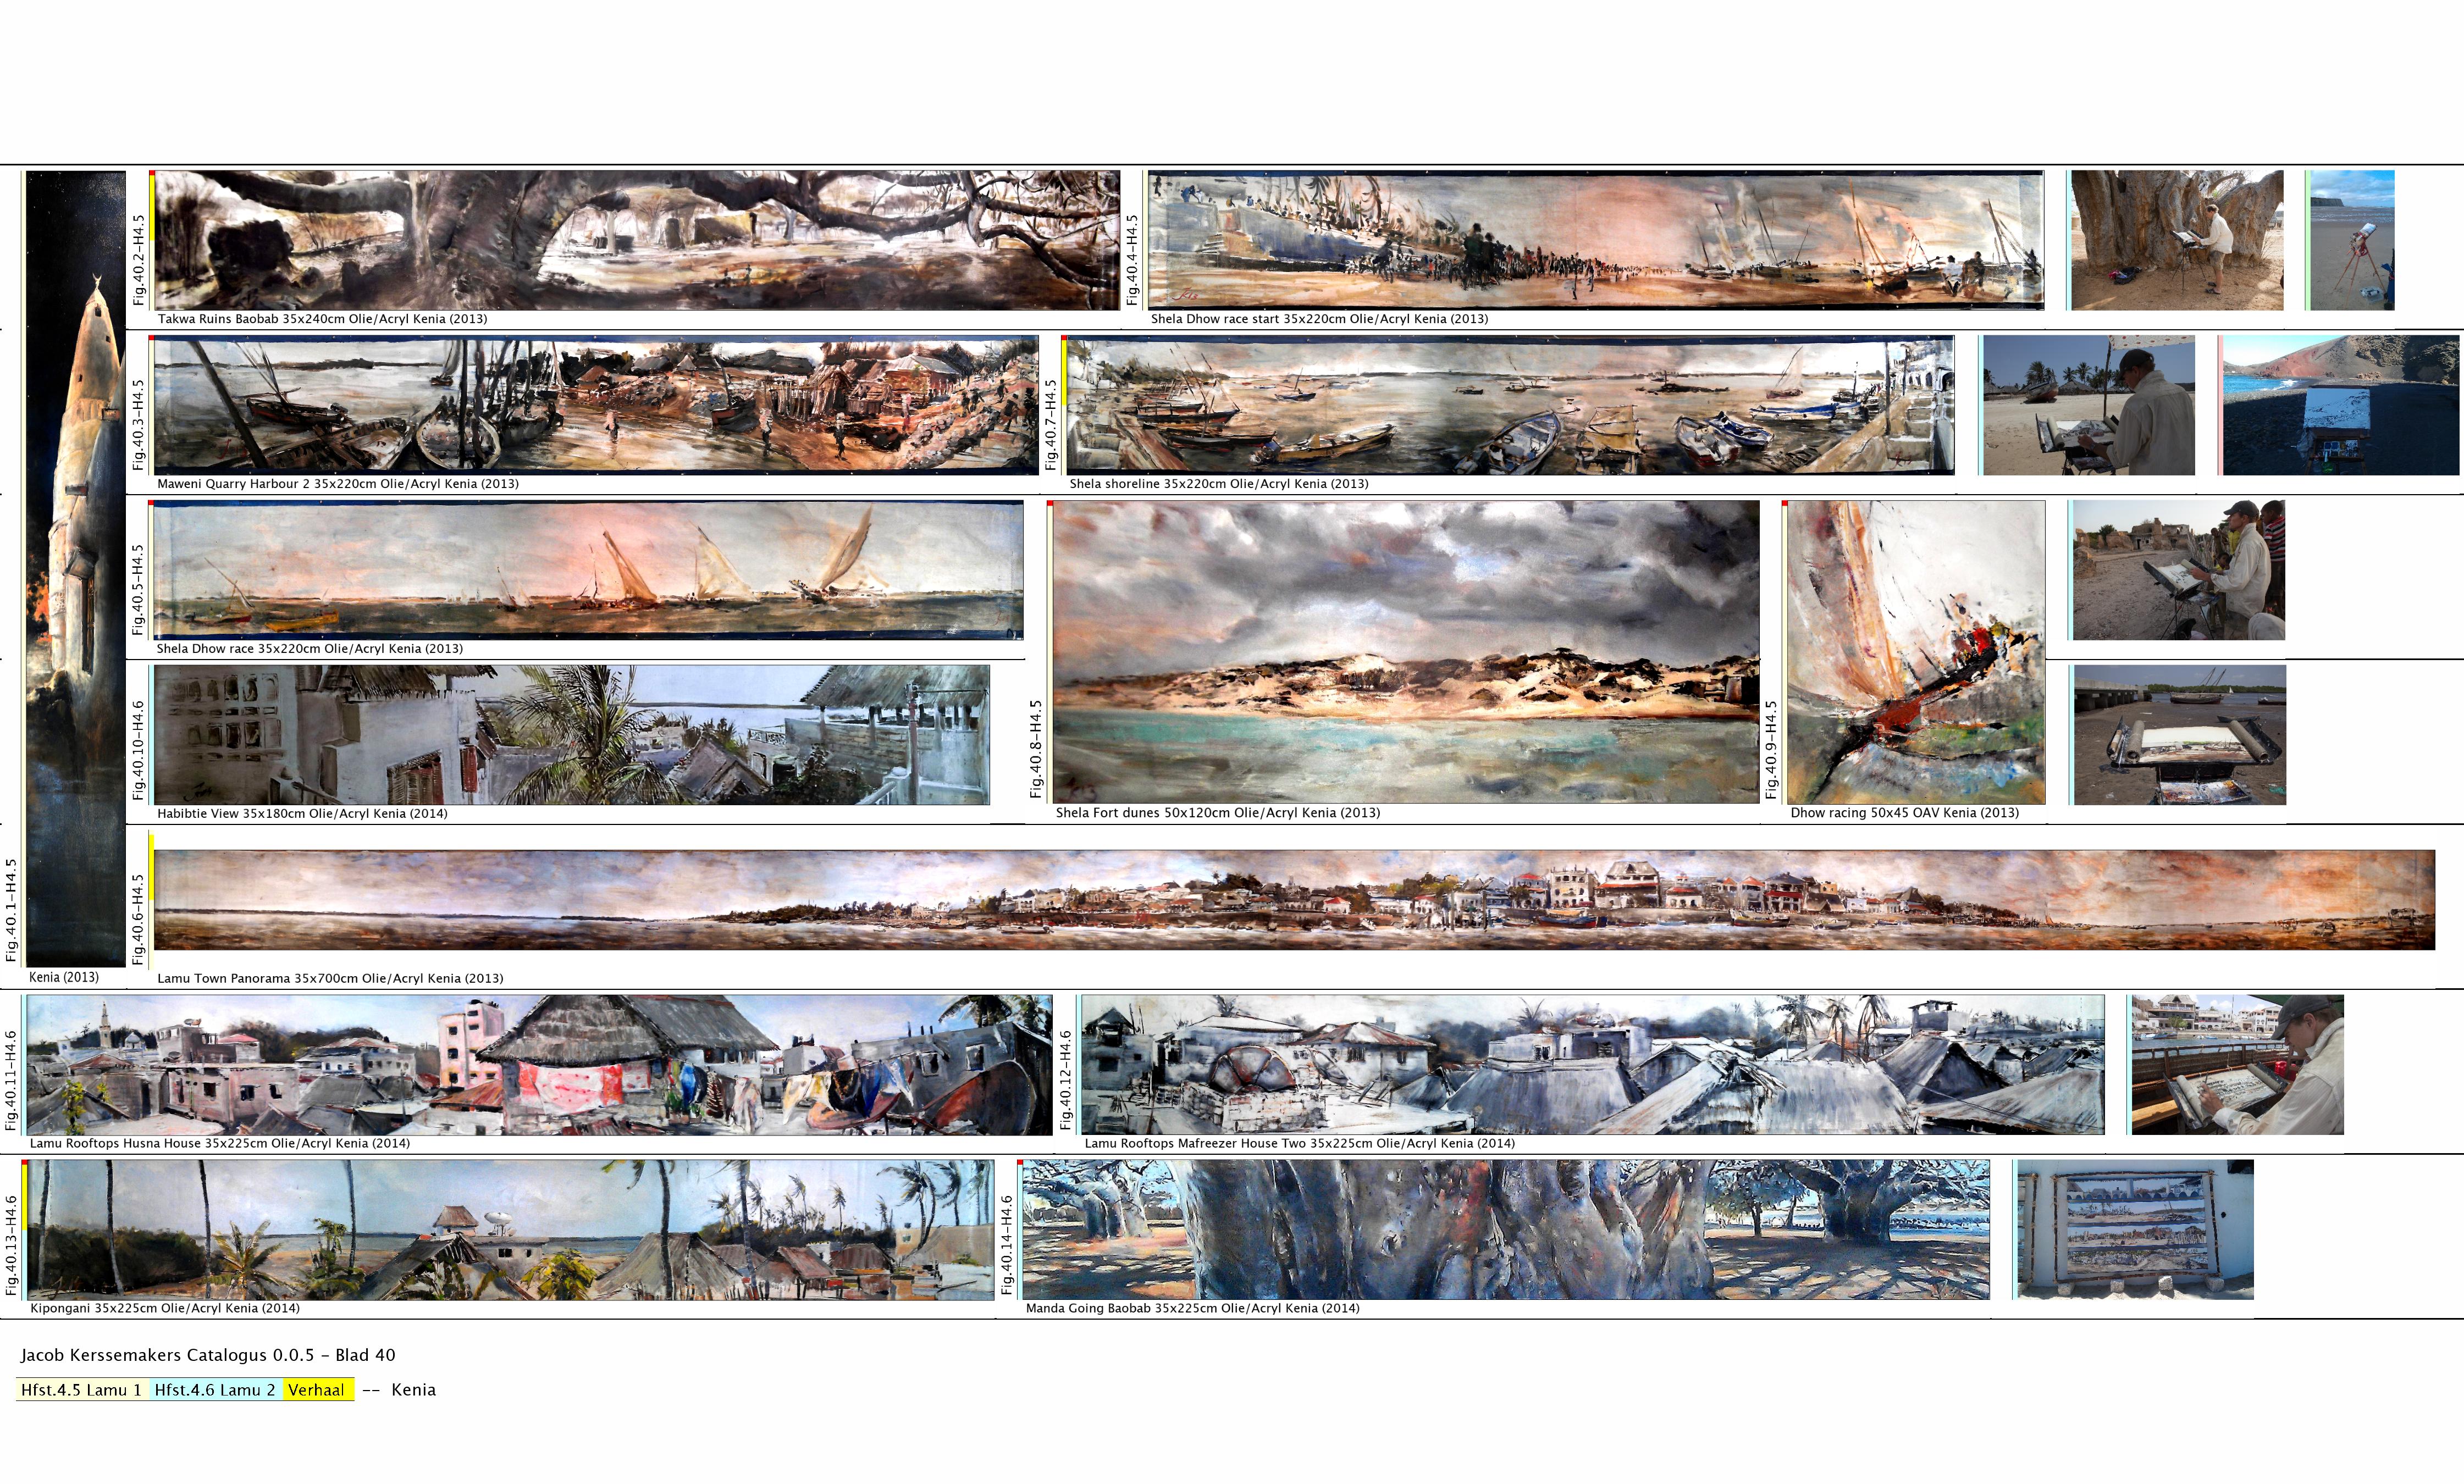 Fig.40.1-H4.5
Kenia (2013)
Fig.40.2-H4.5
Takwa Ruins Baobab 35x240cm Olie/Acryl Kenia (2013)
Fig.40.4-H4.5
Shela Dhow race start 35x220cm Olie/Acryl Kenia (2013)
Fig.40.3-H4.5
Maweni Quarry Harbour 2 35x220cm Olie/Acryl Kenia (2013)
Fig.40.7-H4.5
Shela shoreline 35x220cm Olie/Acryl Kenia (2013)
Fig.40.5-H4.5
Shela Dhow race 35x220cm Olie/Acryl Kenia (2013)
Fig.40.10-H4.6
Habibtie View 35x180cm Olie/Acryl Kenia (2014)
Fig.40.8-H4.5
Shela Fort dunes 50x120cm Olie/Acryl Kenia (2013)
Fig.40.9-H4.5
Dhow racing 50x45 OAV Kenia (2013)
Fig.40.6-H4.5
Lamu Town Panorama 35x700cm Olie/Acryl Kenia (2013)
Fig.40.11-H4.6
Lamu Rooftops Husna House 35x225cm Olie/Acryl Kenia (2014)
Fig.40.12-H4.6
Lamu Rooftops Mafreezer House Two 35x225cm Olie/Acryl Kenia (2014)
Fig.40.13-H4.6
Kipongani 35x225cm Olie/Acryl Kenia (2014)
Fig.40.14-H4.6
Manda Going Baobab 35x225cm Olie/Acryl Kenia (2014)
Jacob Kerssemakers Catalogus 0.0.5 - Blad 40
Hfst.4.5 Lamu 1 Hfst.4.6 Lamu 2 Verhaal -- Kenia